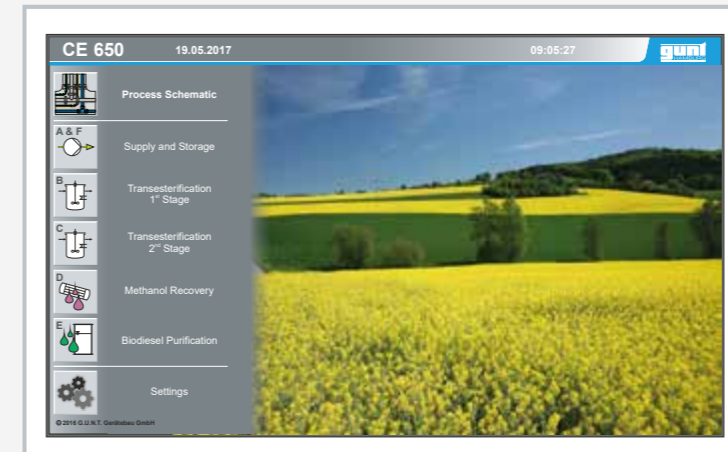 CE 650 19.05.2017 09:05:27 gunt
HAMBURG
Process Schematic
A & F
Supply and Storage
B
Transesterification
1st Stage
C
Transesterification
2nd Stage
D
Methanol Recovery
E
Biodiesel Purification
Settings
© 2016 G.U.N.T. Gerätebau GmbH